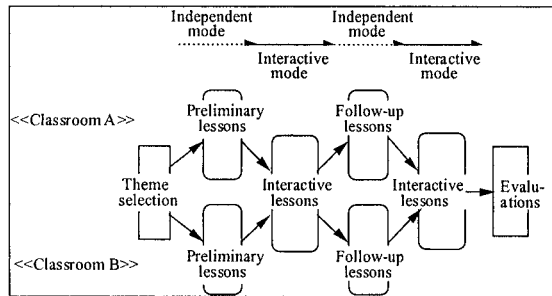 Independent
mode
Independent
mode
Interactive
mode
Interactive
mode
<<Classroom A>>
Preliminary
lessons
Follow-up
lessons
Theme
selection
Interactive
lessons
Interactive
lessons
Evalu-
ations
<<Classroom B>>
Preliminary
lessons
Follow-up
lessons